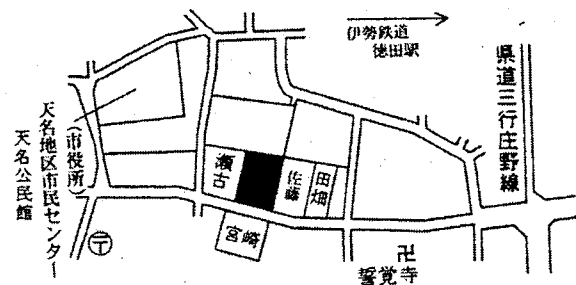 伊勢鉄道
徳田駅
県道三行庄野線
(市役所)
天名地区市民センター
天名公民館
瀬古
佐藤
田畑
宮崎
〒
卍
誓覚寺